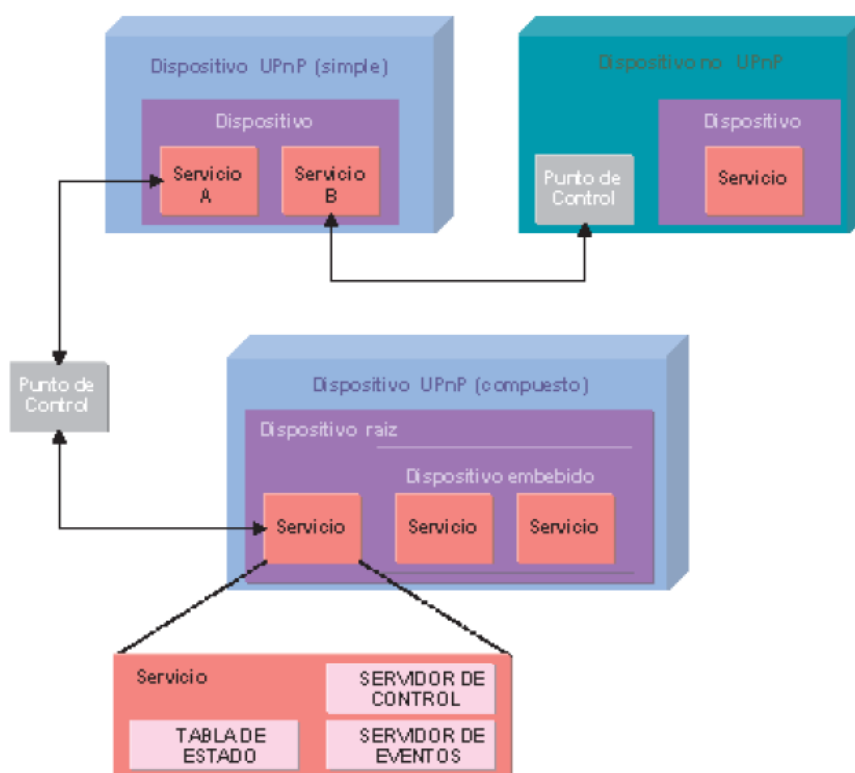 Dispositivo UPnP (simple)
Dispositivo
Servicio
A
Servicio
B
Dispositivo no UPnP
Dispositivo
Punto de
Control
Servicio
Punto de
Control
Dispositivo UPnP (compuesto)
Dispositivo raiz
Dispositivo embebido
Servicio
Servicio
Servicio
Servicio
SERVIDOR DE
CONTROL
TABLA DE
ESTADO
SERVIDOR DE
EVENTOS